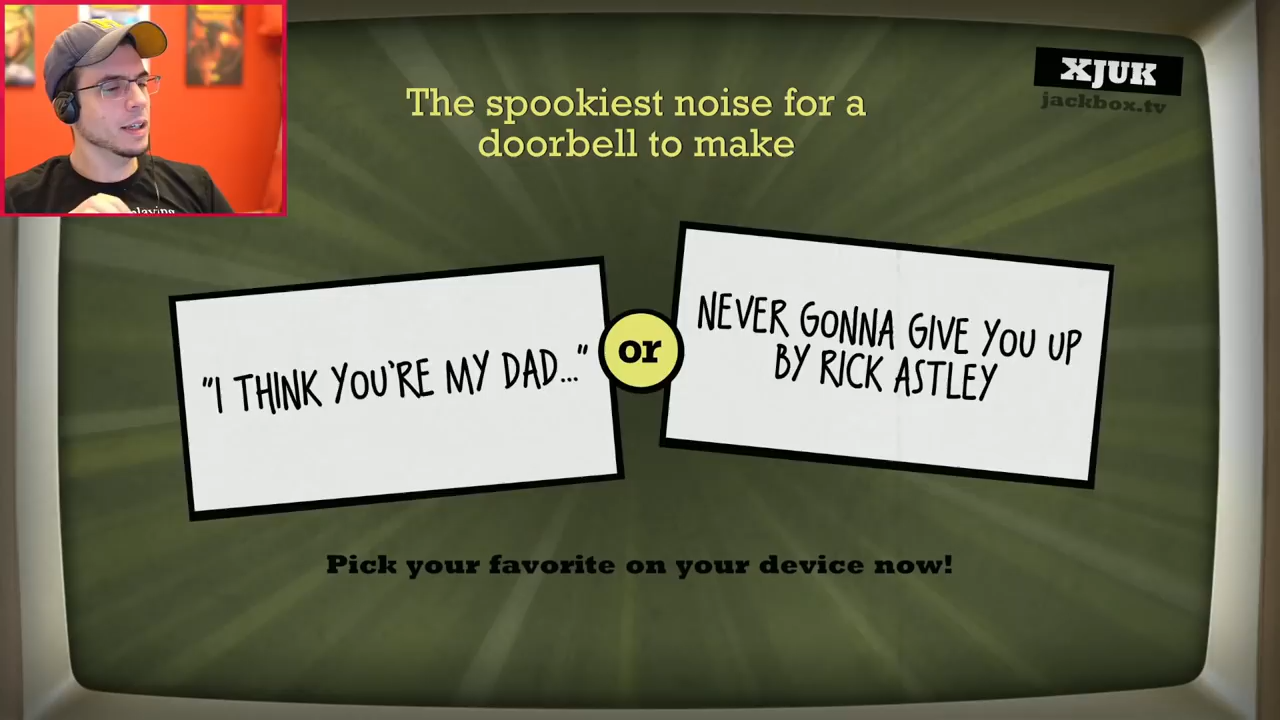 XJUK
jackbox.tv
The spookiest noise for a
doorbell to make
"I THINK YOU'RE MY DAD..."
or
NEVER GONNA GIVE YOU UP
BY RICK ASTLEY
Pick your favorite on your device now!
playing